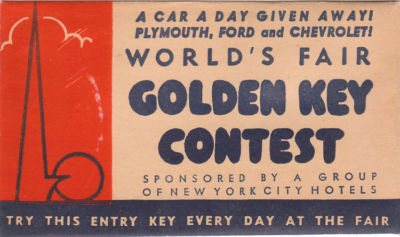 A CAR A DAY GIVEN AWAY!
PLYMOUTH, FORD and CHEVROLET!
WORLD'S FAIR
GOLDEN KEY
CONTEST
SPONSORED BY A GROUP
OF NEW YORK CITY HOTELS
TRY THIS ENTRY KEY EVERY DAY AT THE FAIR